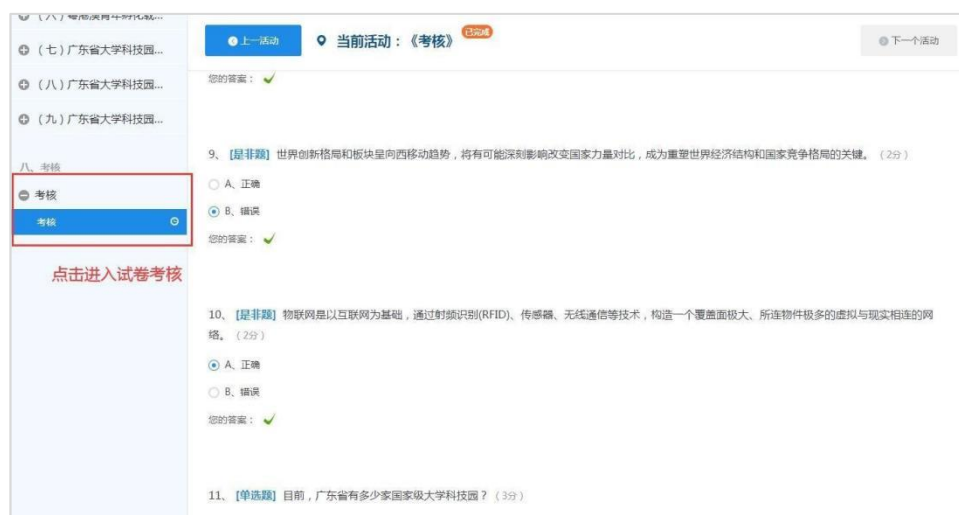 （六）粤港澳青年孵化载...
（七）广东省大学科技园...
（八）广东省大学科技园...
（九）广东省大学科技园...
八、考核
考核
考核
点击进入试卷考核
上一活动
当前活动：《考核》
已完成
下一个活动
您的答案：
9、 [是非题] 世界创新格局和板块呈向西移动趋势，将有可能深刻影响改变国家力量对比，成为重塑世界经济结构和国家竞争格局的关键。（2分）
A、正确
B、错误
您的答案：
10、 [是非题] 物联网是以互联网为基础，通过射频识别(RFID)、传感器、无线通信等技术，构造一个覆盖面极大、所连物件极多的虚拟与现实相连的网
络。（2分）
A、正确
B、错误
您的答案：
11、 [单选题] 目前，广东省有多少家国家级大学科技园？（3分）